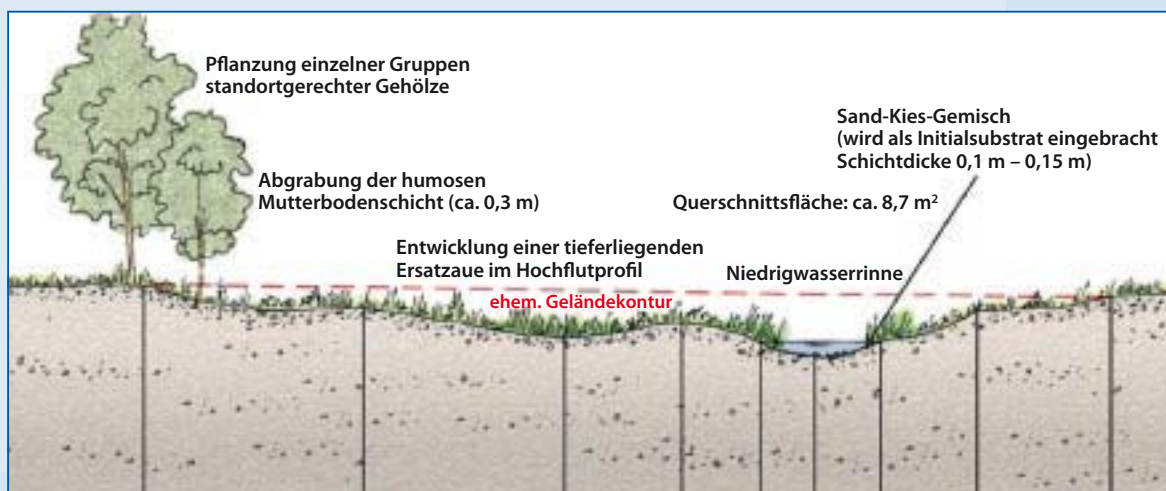 Pflanzung einzelner Gruppen
standortgerechter Gehölze
Sand-Kies-Gemisch
(wird als Initialsubstrat eingebracht
Schichtdicke 0,1 m – 0,15 m)
Abgrabung der humosen
Mutterbodenschicht (ca. 0,3 m)
Querschnittsfläche: ca. 8,7 m²
Entwicklung einer tieferliegenden
Ersatzaue im Hochflutprofil
Niedrigwasserrinne
ehem. Geländekontur